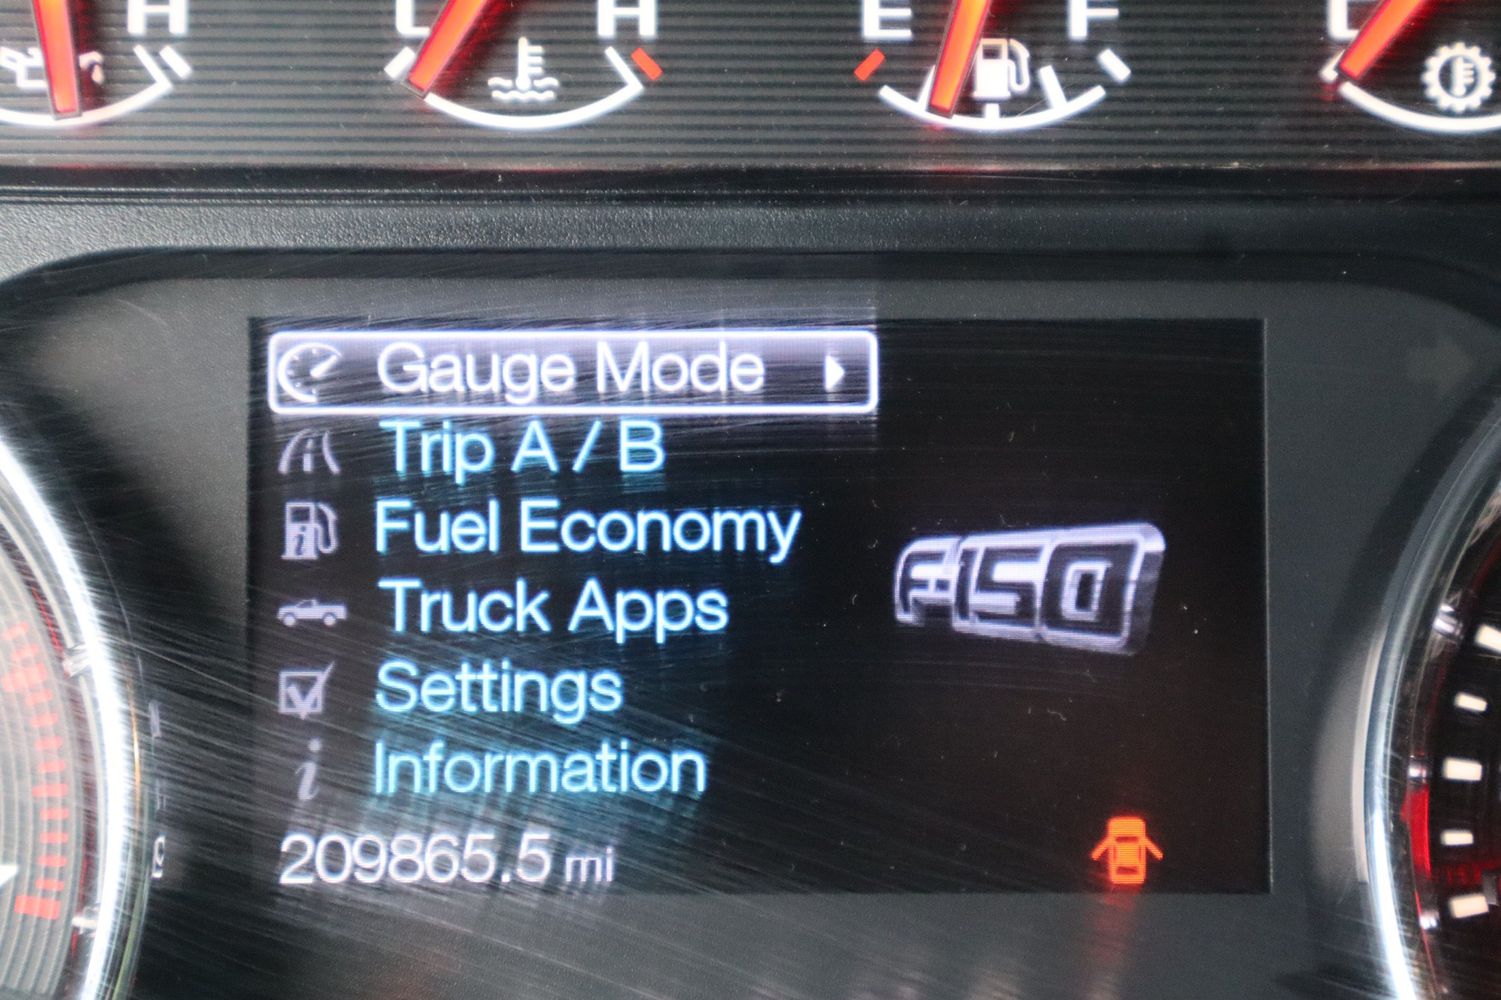 H L H E F C
Gauge Mode
Trip A / B
Fuel Economy
Truck Apps
Settings
Information
F-150
209865.5 mi